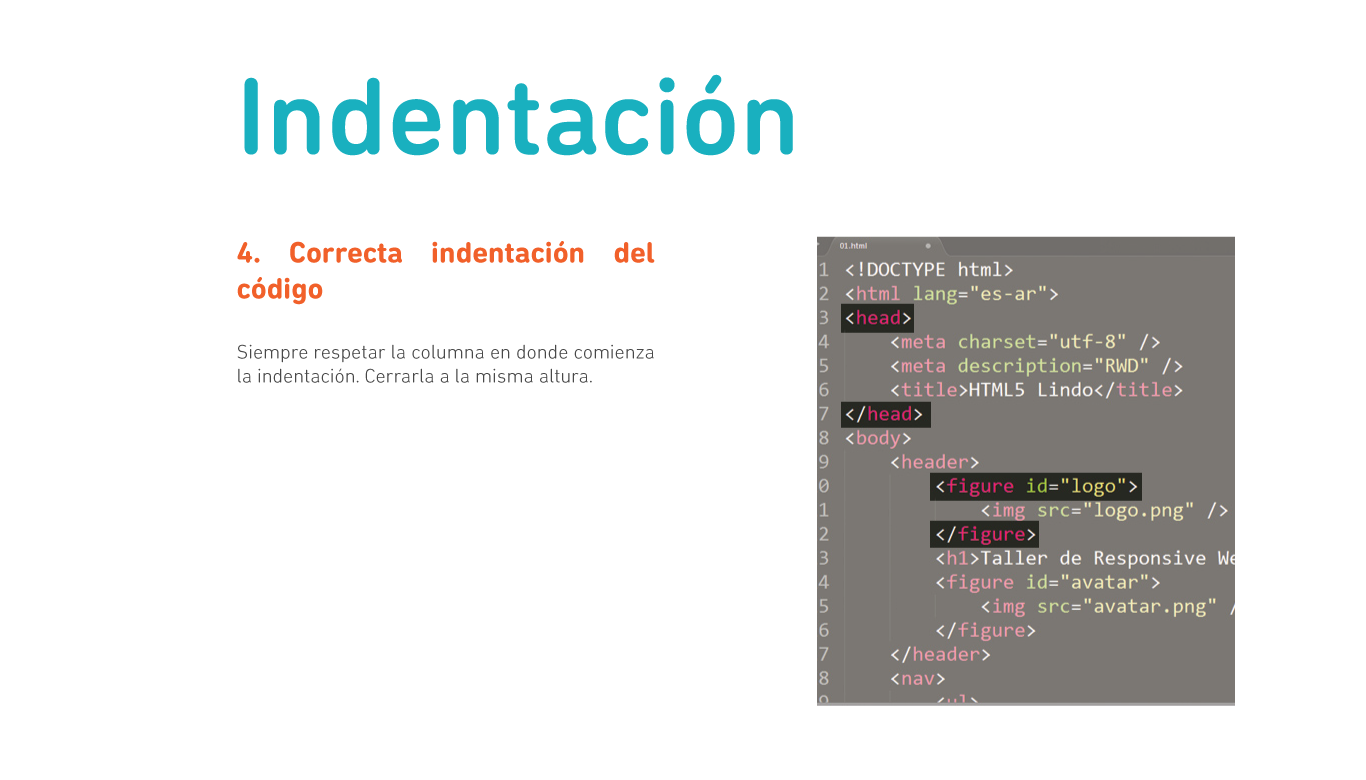 Indentación
4. Correcta indentación del
código
Siempre respetar la columna en donde comienza
la indentación. Cerrarla a la misma altura.
01.html
1 <!DOCTYPE html>
2 <html lang="es-ar">
3 <head>
4 <meta charset="utf-8" />
5 <meta description="RWD" />
6 <title>HTML5 Lindo</title>
7 </head>
8 <body>
9 <header>
0 <figure id="logo">
1 <img src="logo.png" />
2 </figure>
3 <h1>Taller de Responsive We
4 <figure id="avatar">
5 <img src="avatar.png" /
6 </figure>
7 </header>
8 <nav>
9 <ul>